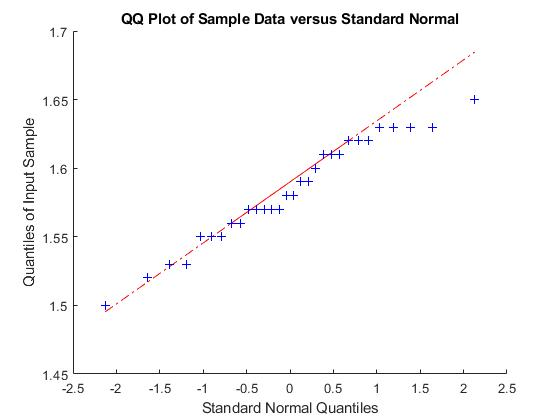 QQ Plot of Sample Data versus Standard Normal
1.7
1.65
1.6
1.55
1.5
1.45
Quantiles of Input Sample
-2.5 -2 -1.5 -1 -0.5 0 0.5 1 1.5 2 2.5
Standard Normal Quantiles